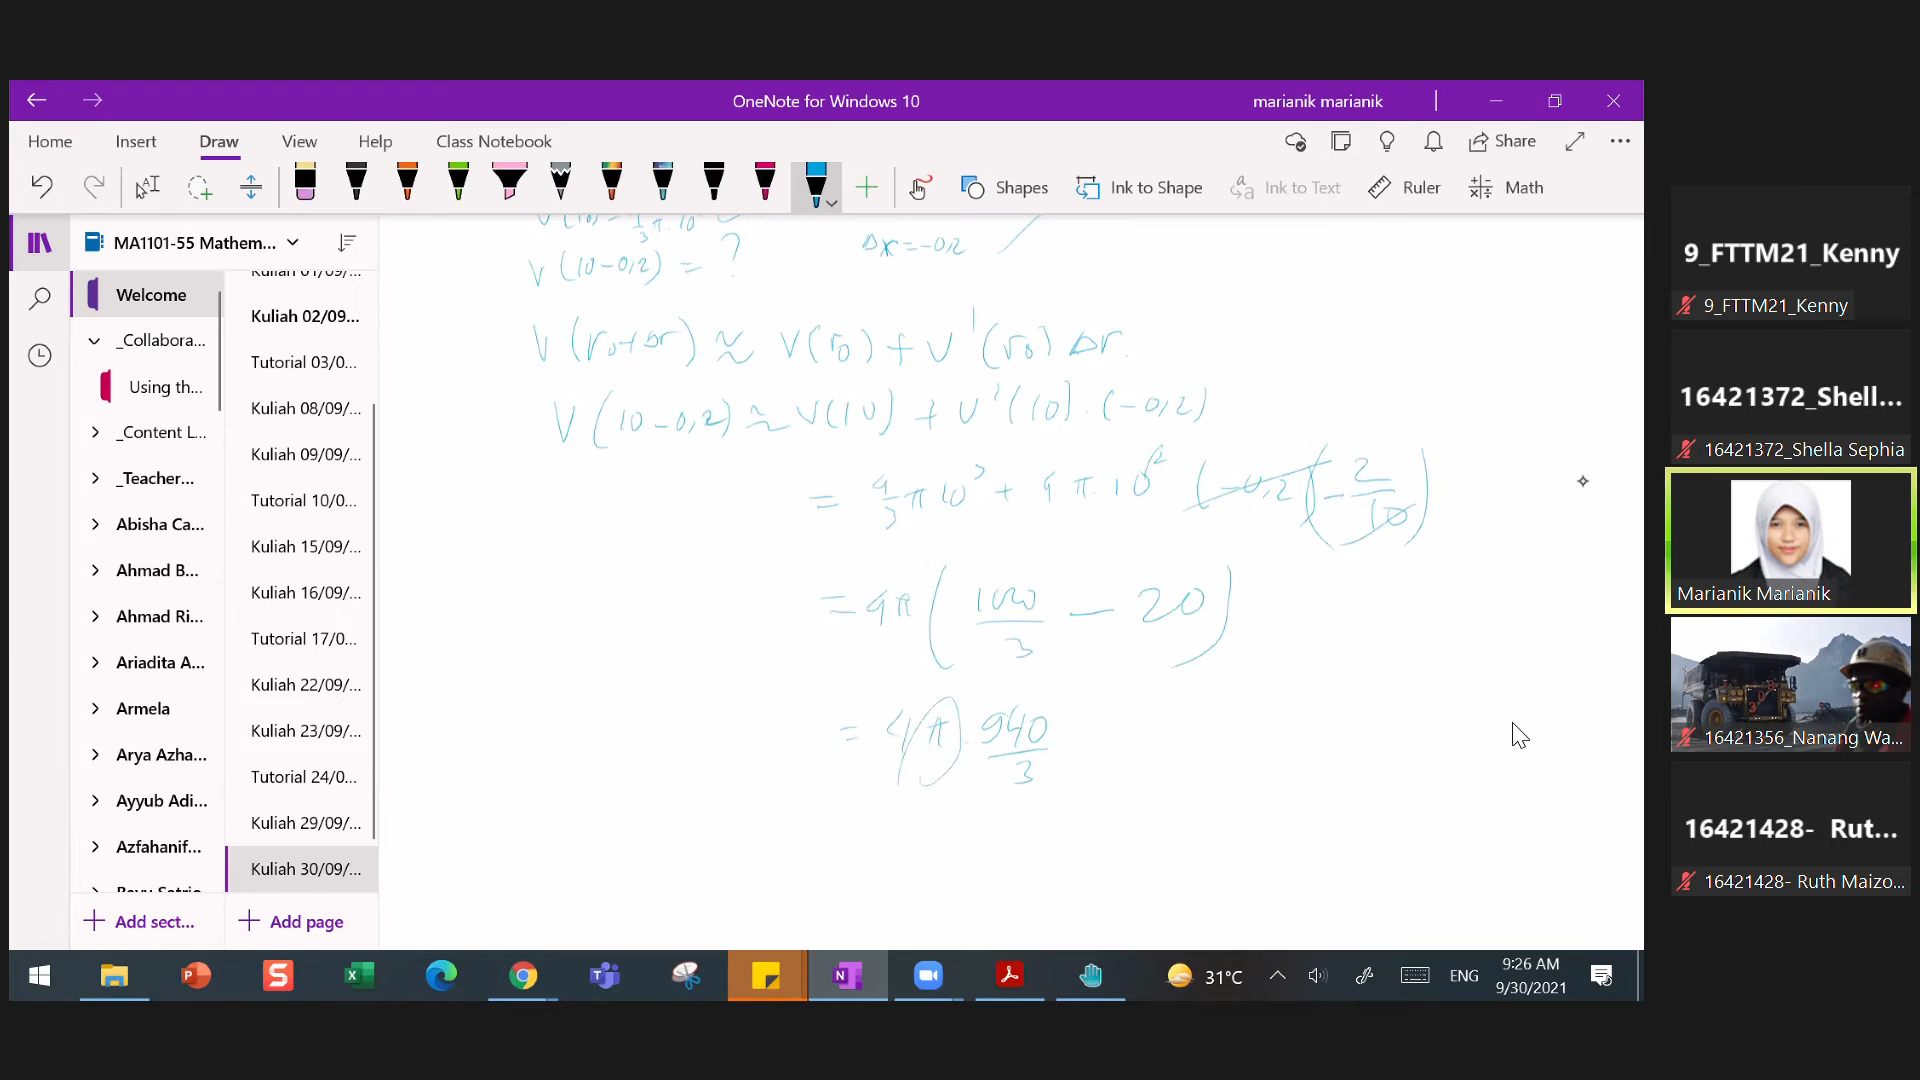 OneNote for Windows 10
marianik marianik
Home Insert Draw View Help Class Notebook
Share
Shapes
Ink to Shape
Ink to Text
Ruler
Math
MA1101-55 Mathem...
Welcome
_Collabora...
Using th...
_Content L...
_Teacher...
Abisha Ca...
Ahmad B...
Ahmad Ri...
Ariadita A...
Armela
Arya Azha...
Ayyub Adi...
Azfahanif...
Bayu Satrio
Add sect...
Kuliah 01/09/...
Kuliah 02/09...
Tutorial 03/0...
Kuliah 08/09/...
Kuliah 09/09/...
Tutorial 10/0...
Kuliah 15/09/...
Kuliah 16/09/...
Tutorial 17/0...
Kuliah 22/09/...
Kuliah 23/09/...
Tutorial 24/0...
Kuliah 29/09/...
Kuliah 30/09/...
Add page
V(10-0,2) = ?
Δx = -0,2
V(r₀+Δr) ≈ V(r₀) + V'(r₀) Δr.
V(10-0,2) ≈ V(10) + V'(10).(-0,2)
= 4/3 π 10³ + 4 π. 10² (-0,2) (-2/10)
= 4π (1000/3 - 20)
= 4π . 940/3
9_FTTM21_Kenny
9_FTTM21_Kenny
16421372_Shell...
16421372_Shella Sephia
Marianik Marianik
16421356_Nanang Wa...
16421428- Rut...
16421428- Ruth Maizo...
31°C
ENG
9:26 AM
9/30/2021